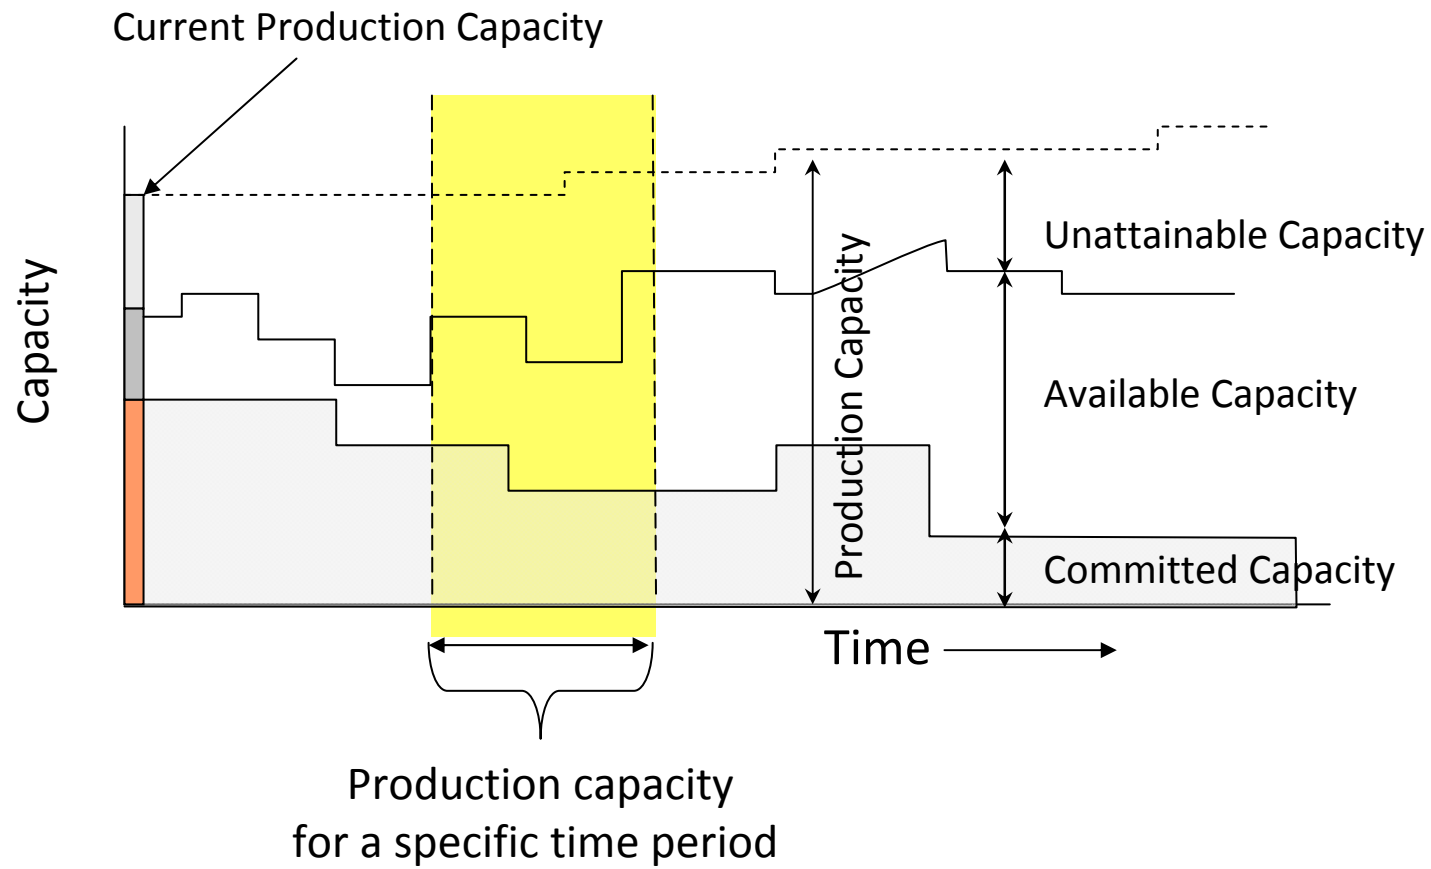 Current Production Capacity
Capacity
Production Capacity
Unattainable Capacity
Available Capacity
Committed Capacity
Time
Production capacity
for a specific time period